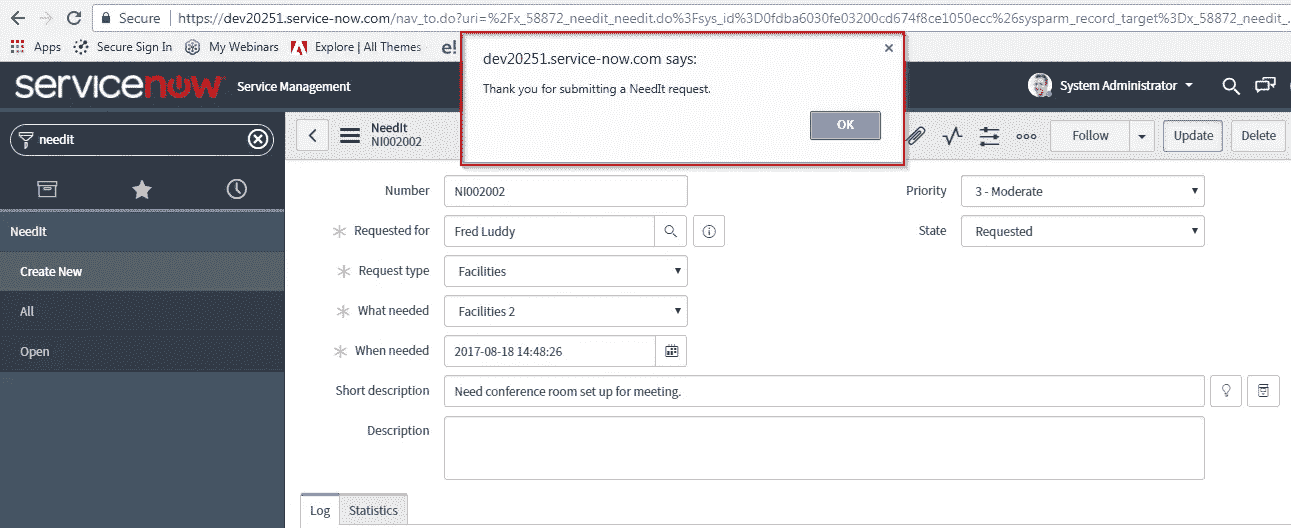 Secure https://dev20251.service-now.com/nav_to.do?uri=%2Fx_58872_needit_needit.do%3Fsys_id%3D0fdba6030fe03200cd674f8ce1050ecc%26sysparm_record_target%3Dx_58872_needit_
Apps Secure Sign In My Webinars Explore | All Themes e!
dev20251.service-now.com says:
Thank you for submitting a NeedIt request.
OK
servicenow Service Management
System Administrator
needit
NeedIt
NI002002
Follow Update Delete
NeedIt
Create New
All
Open
Number NI002002
Priority 3 - Moderate
Requested for Fred Luddy
State Requested
Request type Facilities
What needed Facilities 2
When needed 2017-08-18 14:48:26
Short description Need conference room set up for meeting.
Description
Log Statistics